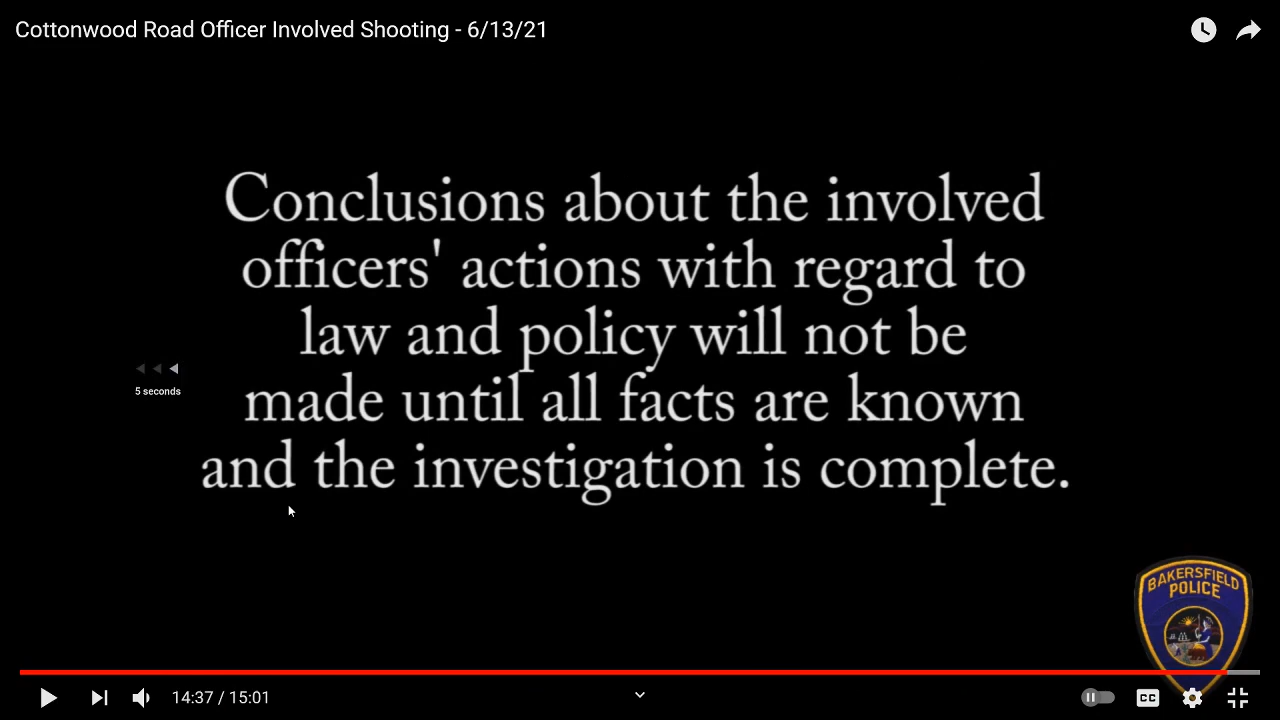 Cottonwood Road Officer Involved Shooting - 6/13/21
Conclusions about the involved
officers' actions with regard to
law and policy will not be
made until all facts are known
and the investigation is complete.
5 seconds
BAKERSFIELD
POLICE
14:37 / 15:01
CC